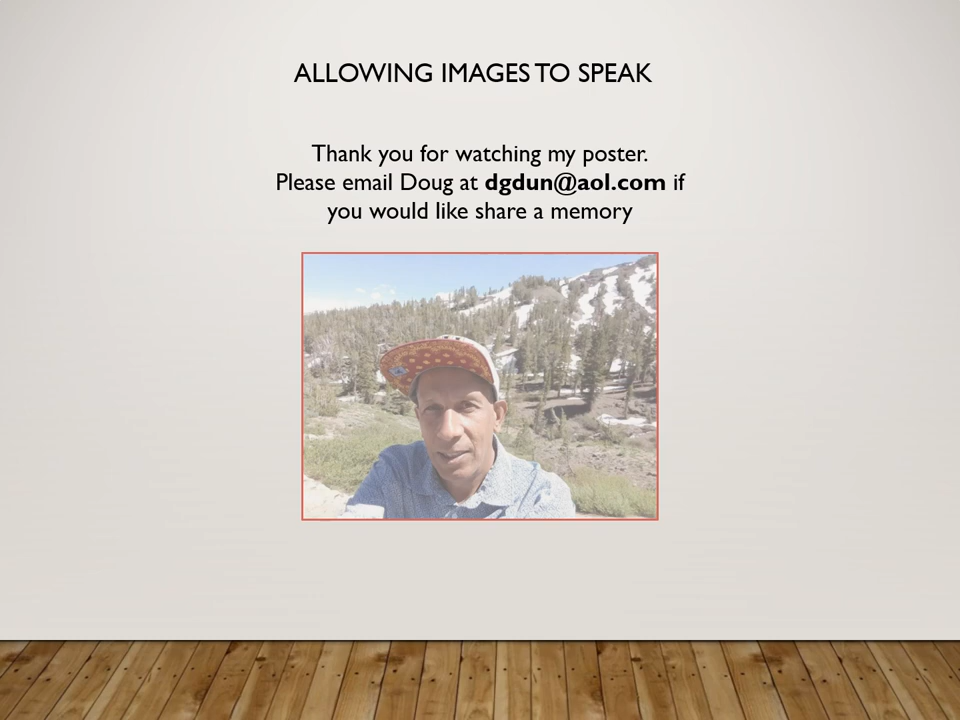 ALLOWING IMAGES TO SPEAK
Thank you for watching my poster.
Please email Doug at dgdun@aol.com if
you would like share a memory